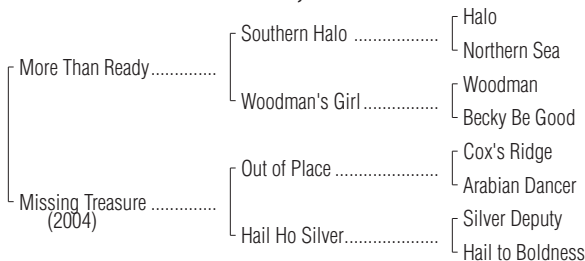 Halo
Southern Halo ..................
Northern Sea
More Than Ready..............
Woodman
Woodman's Girl ................
Becky Be Good
Cox's Ridge
Out of Place ......................
Arabian Dancer
Missing Treasure ..............
(2004)
Silver Deputy
Hail Ho Silver....................
Hail to Boldness